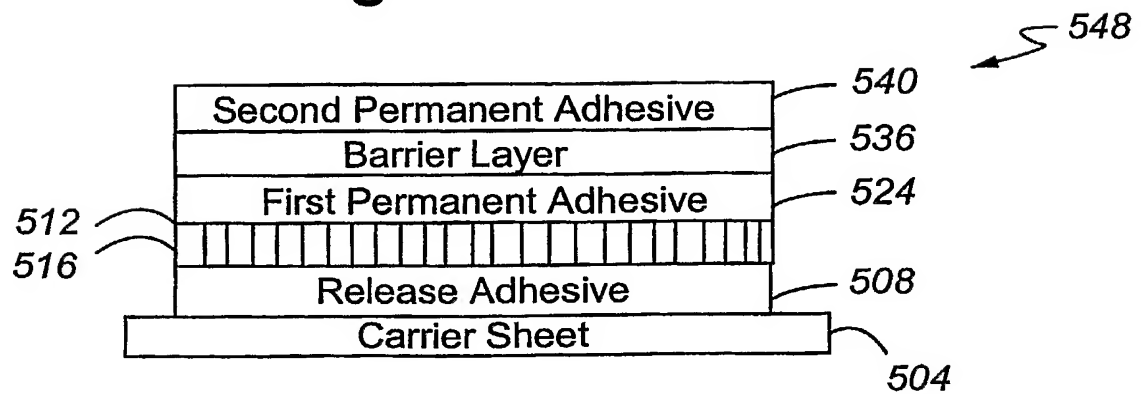 548
540
Second Permanent Adhesive
536
Barrier Layer
524
First Permanent Adhesive
512
516
508
Release Adhesive
Carrier Sheet
504